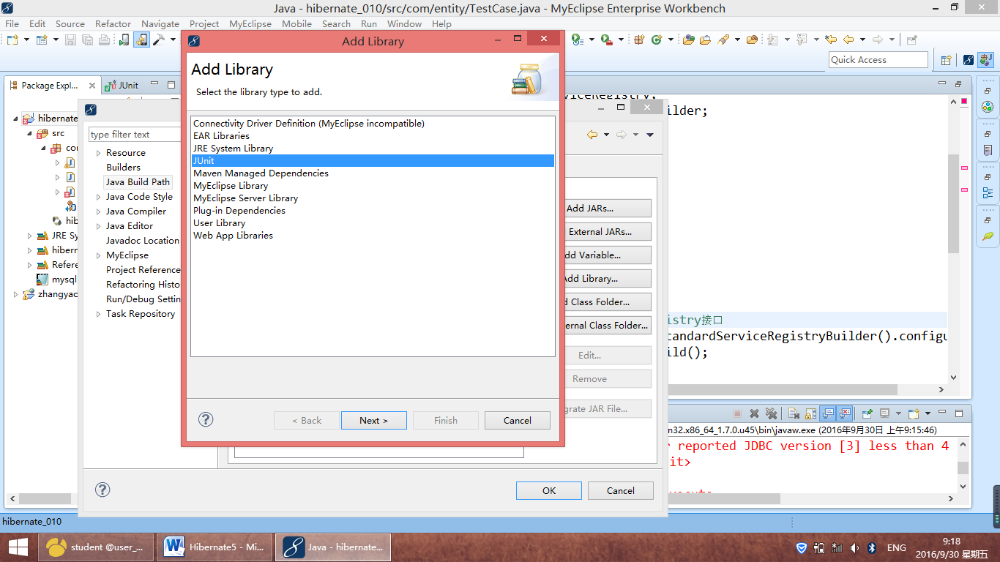 Java - hibernate_010/src/com/entity/TestCase.java - MyEclipse Enterprise Workbench
File Edit Source Refactor Navigate Project MyEclipse Mobile Search Run Window Help
Quick Access
Package Expl...
JUnit
hibernate
src
JRE Sy
hibern
Refere
mysql
zhangyao
type filter text
Resource
Builders
Java Build Path
Java Code Style
Java Compiler
Java Editor
Javadoc Location
MyEclipse
Project Reference
Refactoring Histo
Run/Debug Settin
Task Repository
Add Library
Add Library
Select the library type to add.
Connectivity Driver Definition (MyEclipse incompatible)
EAR Libraries
JRE System Library
JUnit
Maven Managed Dependencies
MyEclipse Library
MyEclipse Server Library
Plug-in Dependencies
User Library
Web App Libraries
< Back
Next >
Finish
Cancel
Add JARs...
External JARs...
dd Variable...
Add Library...
d Class Folder...
ernal Class Folder...
Edit...
Remove
grate JAR File...
OK
Cancel
viceRegistry;
ilder;
istry接口
tandardServiceRegistryBuilder().configu
ild();
n32.x86_64_1.7.0.u45\bin\javaw.exe (2016年9月30日 上午9:15:46)
r reported JDBC version [3] less than 4
it>
hibernate_010
student @user_...
Hibernate5 - Mi...
Java - hibernate...
ENG
9:18
2016/9/30 星期五